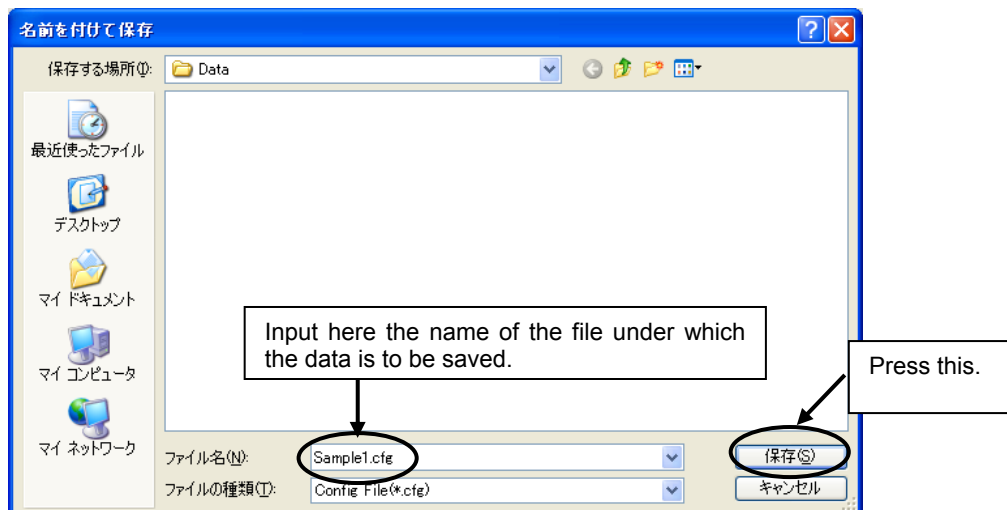 名前を付けて保存
保存する場所(I): Data
最近使ったファイル
デスクトップ
マイ ドキュメント
マイ コンピュータ
マイ ネットワーク
Input here the name of the file under which
the data is to be saved.
Press this.
ファイル名(N): Sample1.cfg 保存(S)
ファイルの種類(T): Config File(*.cfg) キャンセル